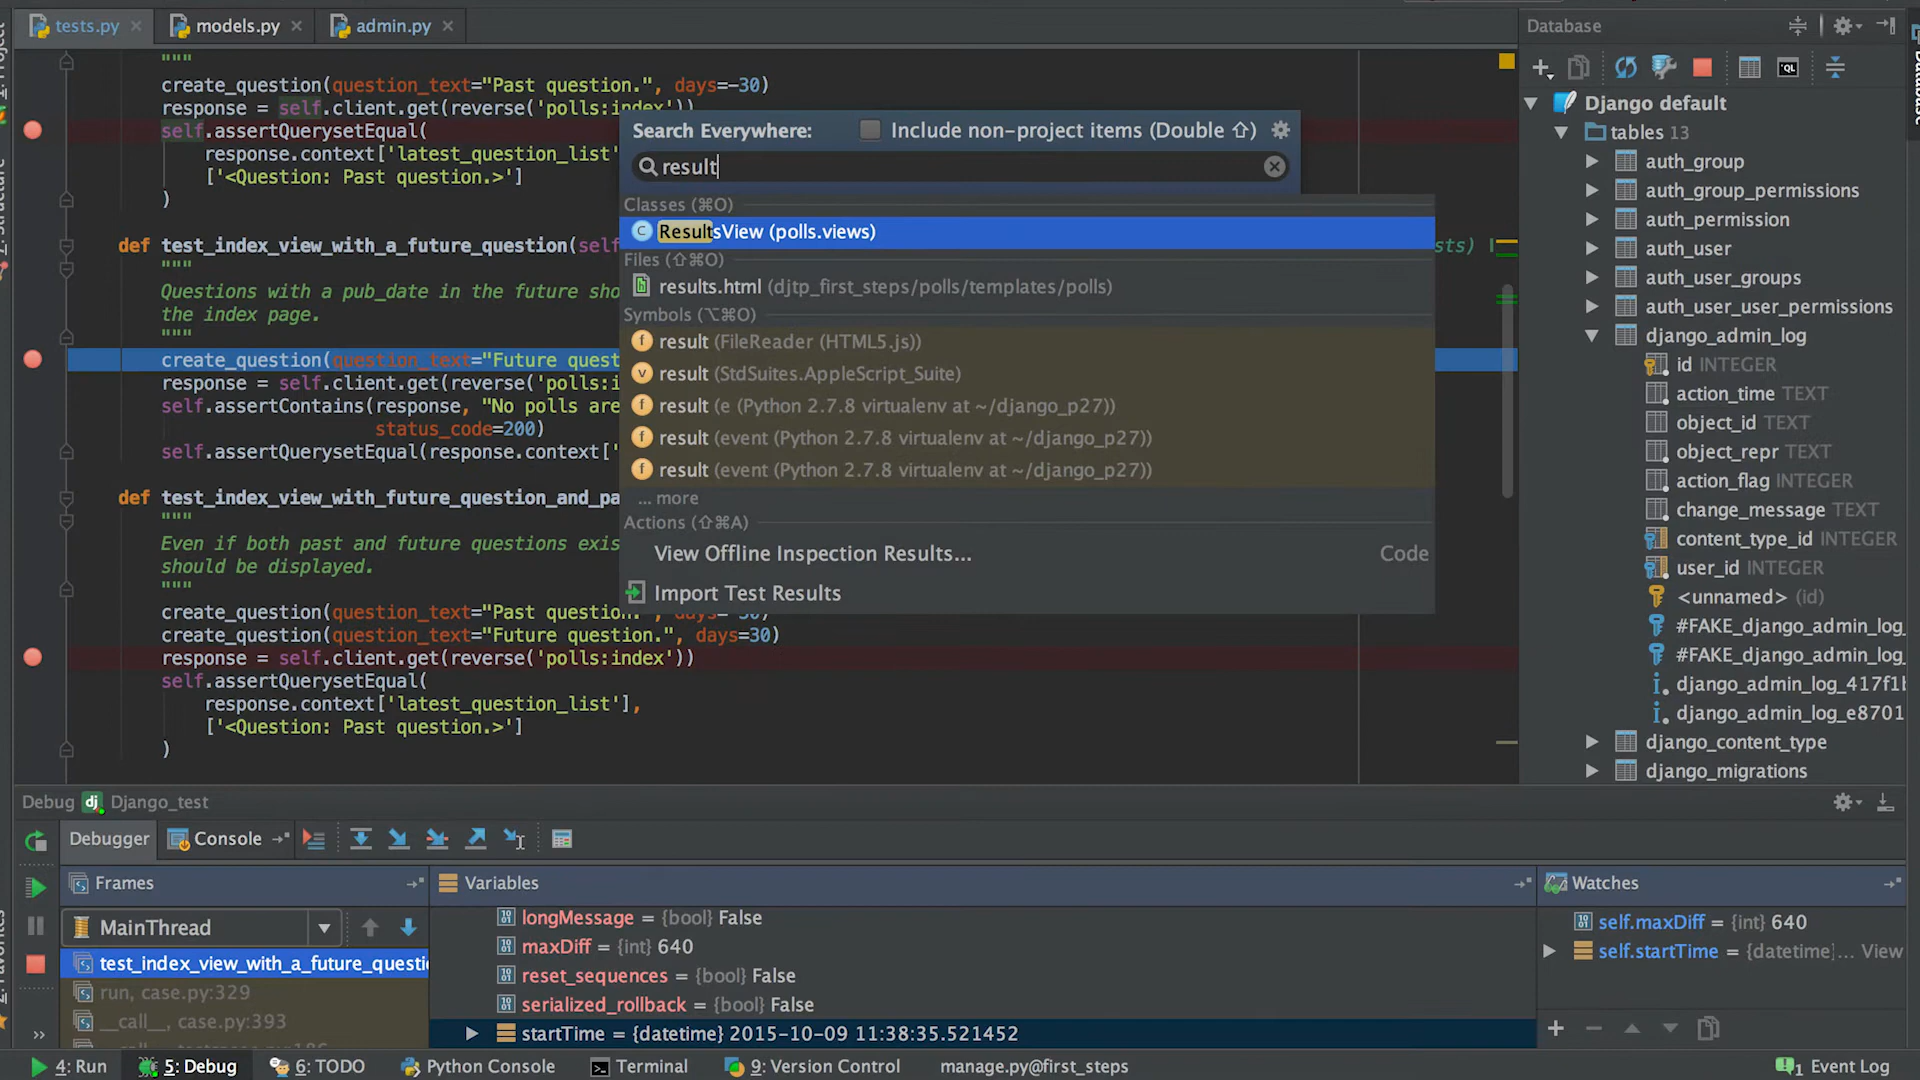 tests.py
models.py
admin.py
"""
create_question(question_text="Past question.", days=-30)
response = self.client.get(reverse('polls:index'))
self.assertQuerysetEqual(
response.context['latest_question_list'
['<Question: Past question.>']
)
def test_index_view_with_a_future_question(self
sts)
"""
Questions with a pub_date in the future sho
the index page.
"""
create_question(question_text="Future quest
response = self.client.get(reverse('polls:i
self.assertContains(response, "No polls are
status_code=200)
self.assertQuerysetEqual(response.context['
def test_index_view_with_future_question_and_pa
"""
Even if both past and future questions exis
should be displayed.
"""
create_question(question_text="Past question.", days=-30)
create_question(question_text="Future question.", days=30)
response = self.client.get(reverse('polls:index'))
self.assertQuerysetEqual(
response.context['latest_question_list'],
['<Question: Past question.>']
)
Search Everywhere:
Include non-project items (Double ⇧)
result
Classes (⌘O)
ResultsView (polls.views)
Files (⇧⌘O)
results.html (djtp_first_steps/polls/templates/polls)
Symbols (⌥⌘O)
result (FileReader (HTML5.js))
result (StdSuites.AppleScript_Suite)
result (e (Python 2.7.8 virtualenv at ~/django_p27))
result (event (Python 2.7.8 virtualenv at ~/django_p27))
result (event (Python 2.7.8 virtualenv at ~/django_p27))
... more
Actions (⇧⌘A)
View Offline Inspection Results...
Code
Import Test Results
Database
QL
Django default
tables 13
auth_group
auth_group_permissions
auth_permission
auth_user
auth_user_groups
auth_user_user_permissions
django_admin_log
id INTEGER
action_time TEXT
object_id TEXT
object_repr TEXT
action_flag INTEGER
change_message TEXT
content_type_id INTEGER
user_id INTEGER
<unnamed> (id)
#FAKE_django_admin_log_
#FAKE_django_admin_log_
django_admin_log_417f1b
django_admin_log_e8701
django_content_type
django_migrations
Debug dj Django_test
Debugger
Console
Frames
MainThread
test_index_view_with_a_future_questio
run, case.py:329
__call__, case.py:393
Variables
longMessage = {bool} False
maxDiff = {int} 640
reset_sequences = {bool} False
serialized_rollback = {bool} False
startTime = {datetime} 2015-10-09 11:38:35.521452
Watches
self.maxDiff = {int} 640
self.startTime = {datetime}... View
4: Run
5: Debug
6: TODO
Python Console
Terminal
9: Version Control
manage.py@first_steps
1 Event Log